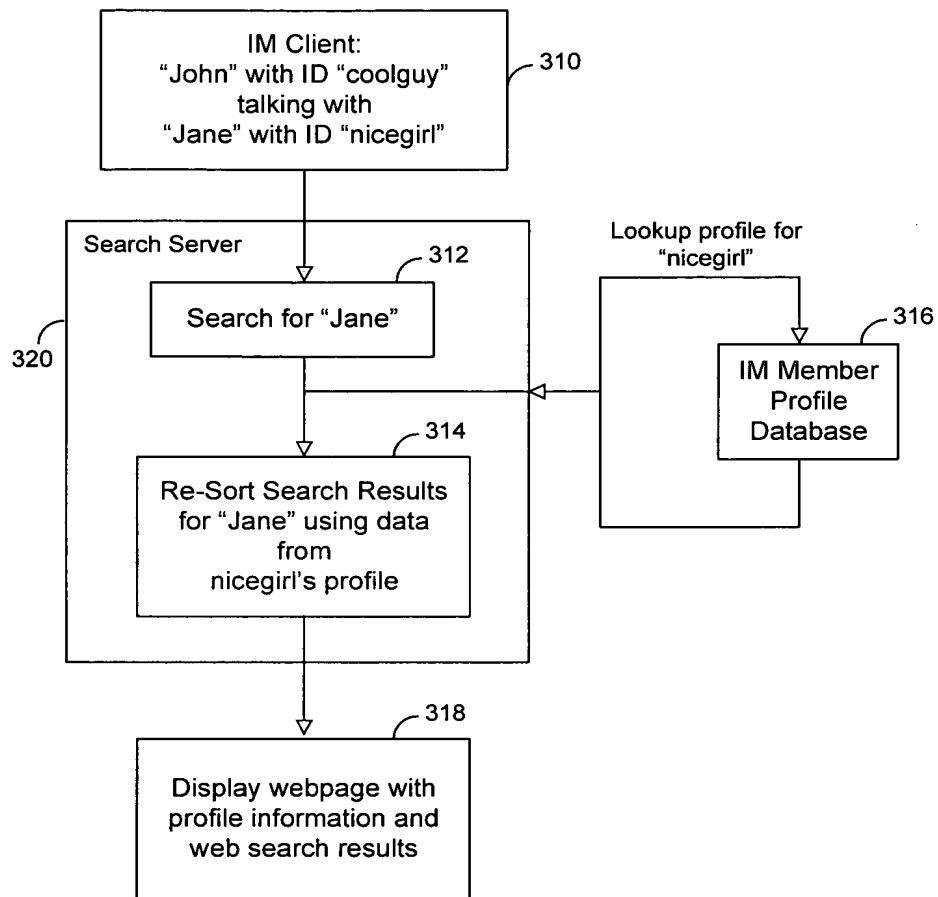 IM Client:
“John” with ID “coolguy”
talking with
“Jane” with ID “nicegirl”
310
Search Server
312
Search for “Jane”
320
Lookup profile for
“nicegirl”
316
IM Member
Profile
Database
314
Re-Sort Search Results
for “Jane” using data
from
nicegirl’s profile
318
Display webpage with
profile information and
web search results